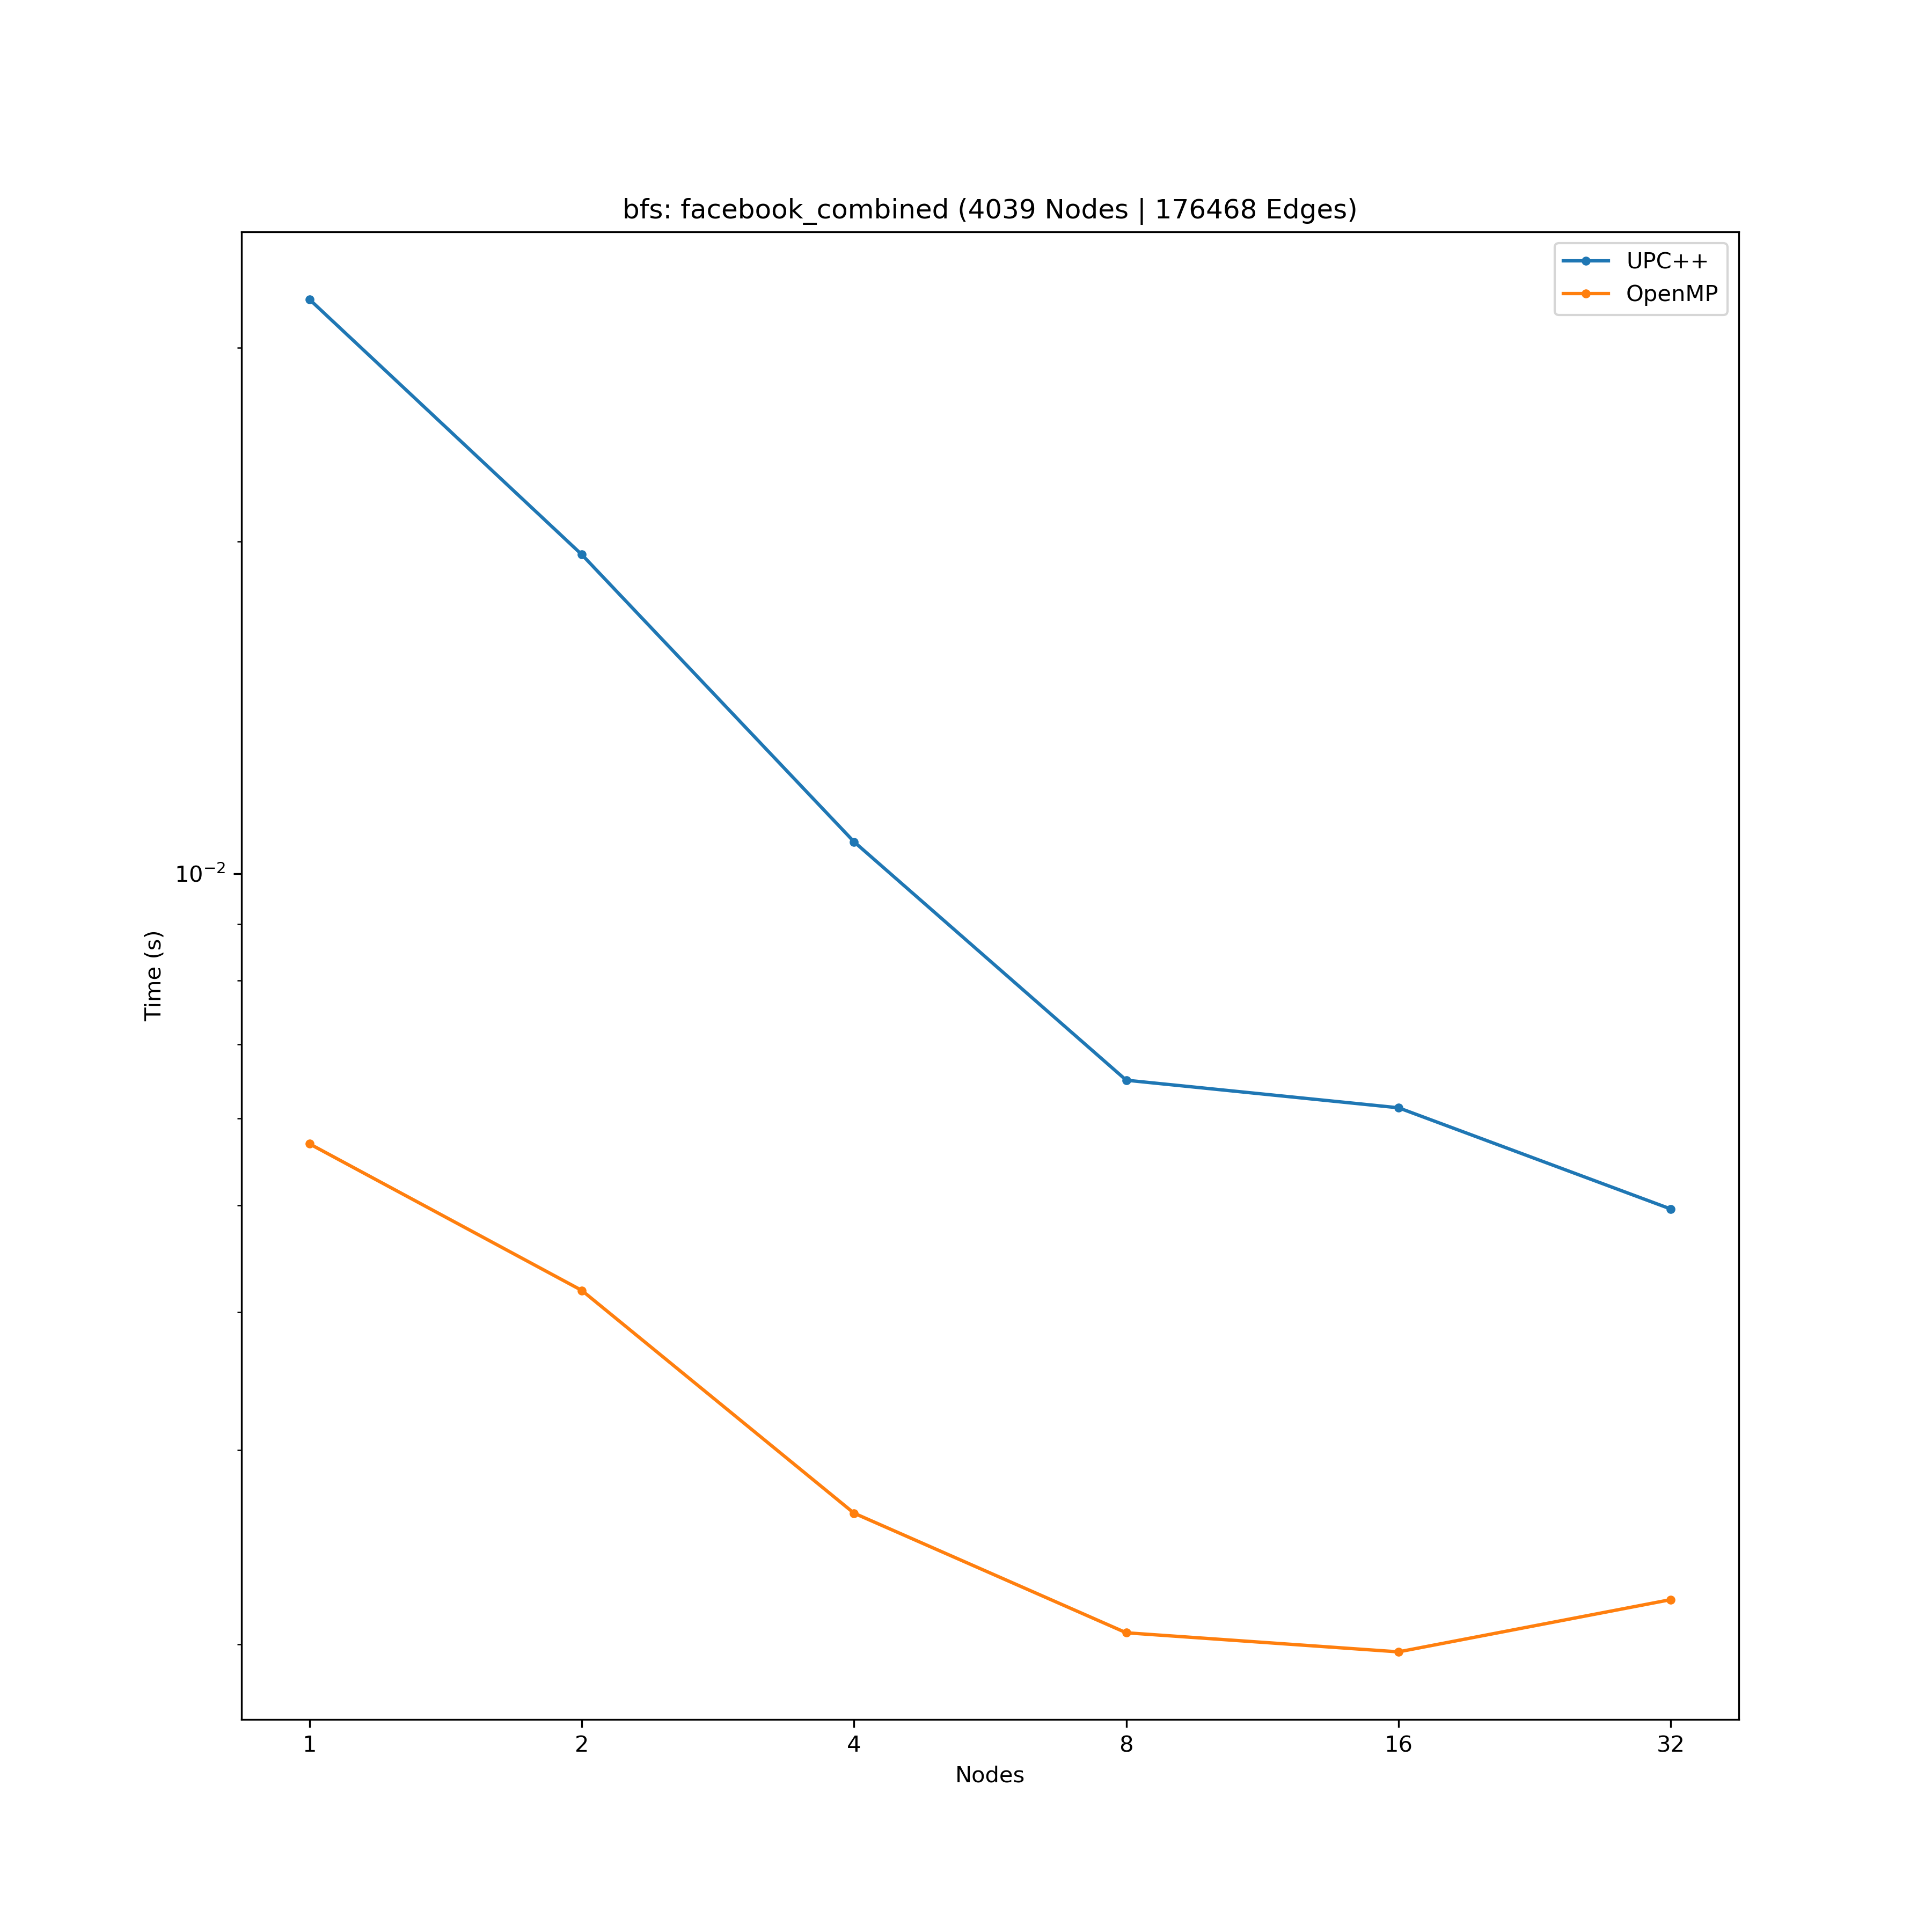 bfs: facebook_combined (4039 Nodes | 176468 Edges)
UPC++
OpenMP
10⁻²
Time (s)
1 2 4 8 16 32
Nodes